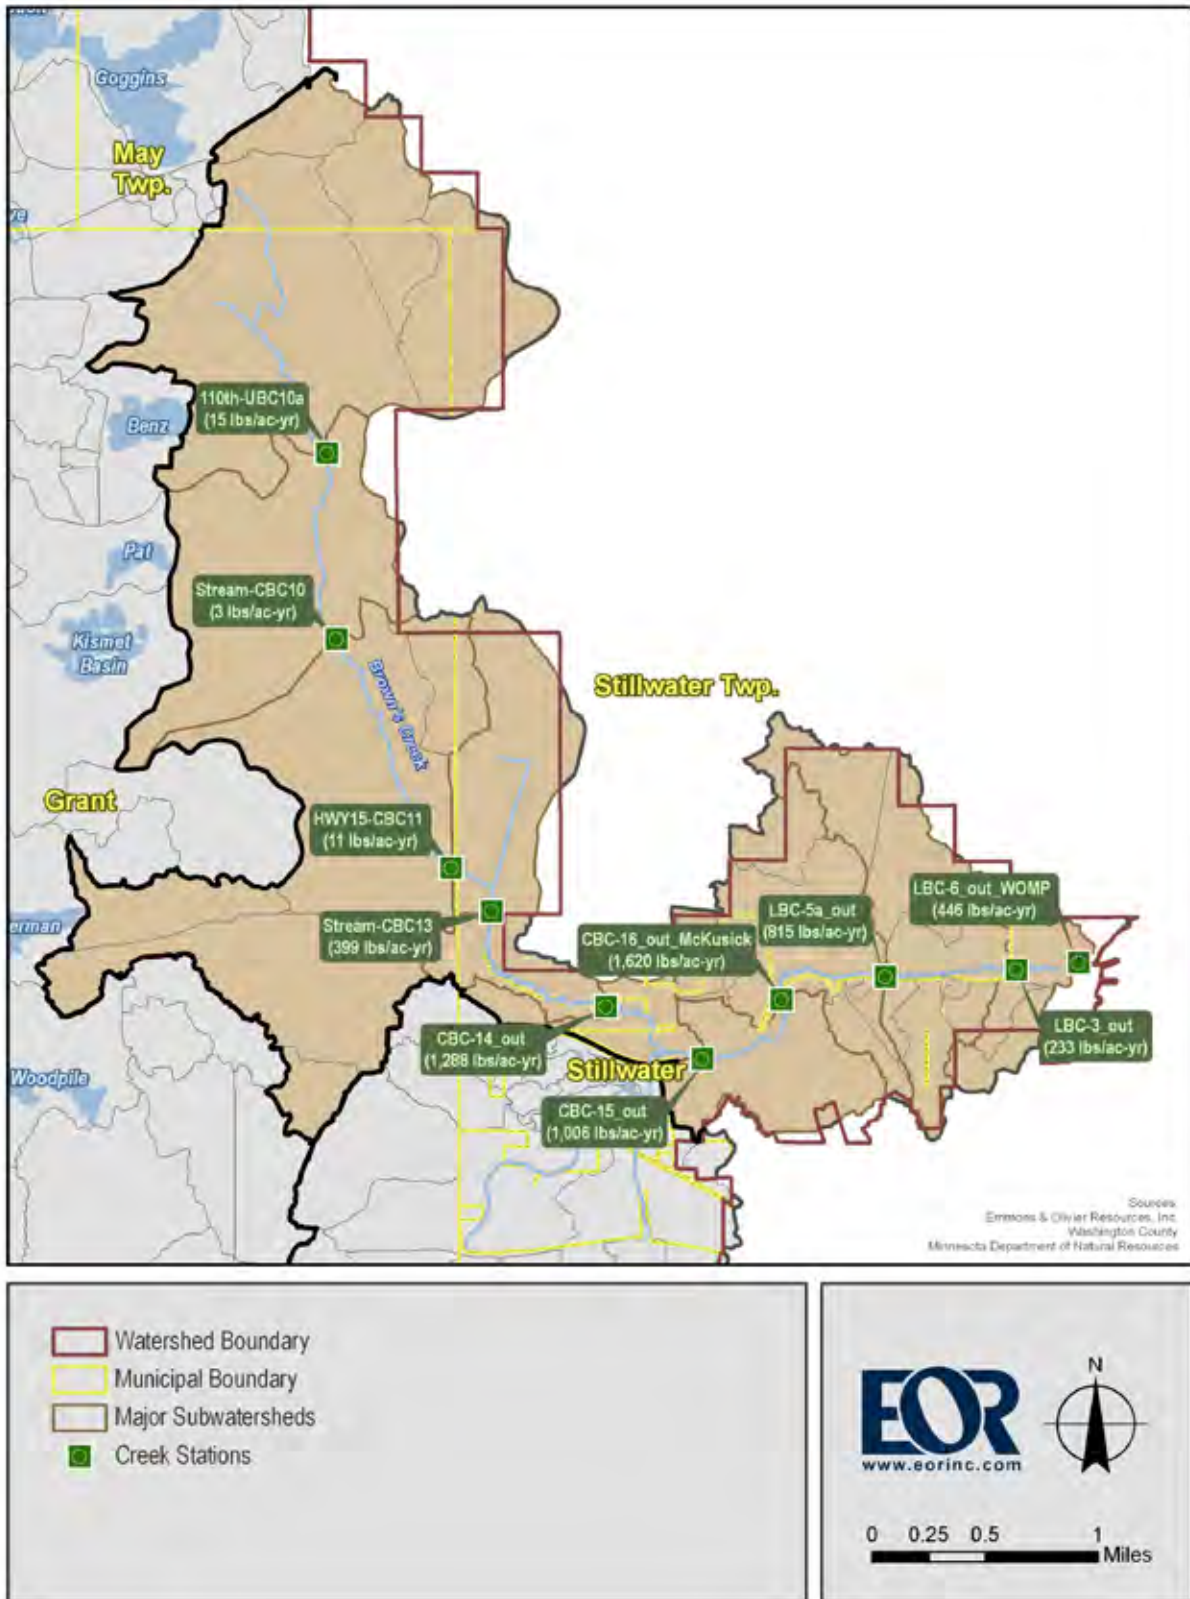 Goggins
May
Twp.
110th-UBC10a
(15 lbs/ac-yr)
Benz
Pat
Stream-CBC10
(3 lbs/ac-yr)
Kismet
Basin
Brown's Creek
Stillwater Twp.
Grant
HWY15-CBC11
(11 lbs/ac-yr)
LBC-6_out_WOMP
(446 lbs/ac-yr)
LBC-5a_out
(815 lbs/ac-yr)
erman
Stream-CBC13
(399 lbs/ac-yr)
CBC-16_out_McKusick
(1,620 lbs/ac-yr)
LBC-3_out
(233 lbs/ac-yr)
CBC-14_out
(1,288 lbs/ac-yr)
Woodpile
Stillwater
CBC-15_out
(1,006 lbs/ac-yr)
Sources
Emmons & Olivier Resources, Inc.
Washington County
Minnesota Department of Natural Resources
Watershed Boundary
Municipal Boundary
Major Subwatersheds
Creek Stations
EOR
www.eorinc.com
N
0 0.25 0.5 1
Miles